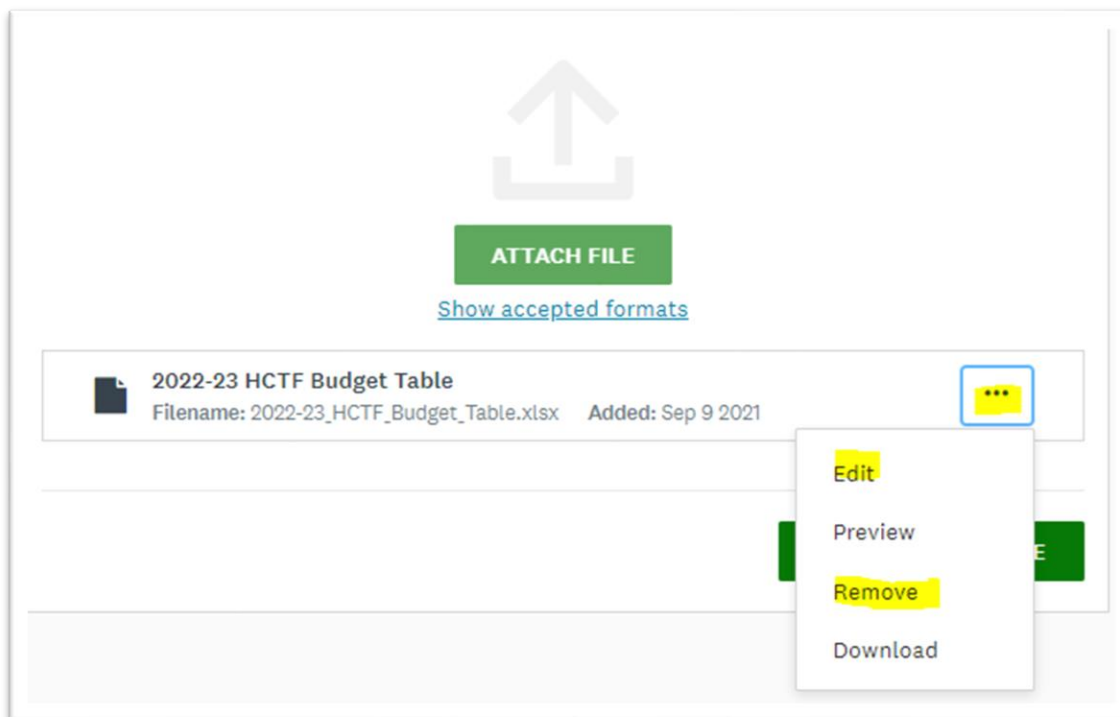 ATTACH FILE
Show accepted formats
2022-23 HCTF Budget Table
Filename: 2022-23_HCTF_Budget_Table.xlsx Added: Sep 9 2021
•••
Edit
Preview
E
Remove
Download